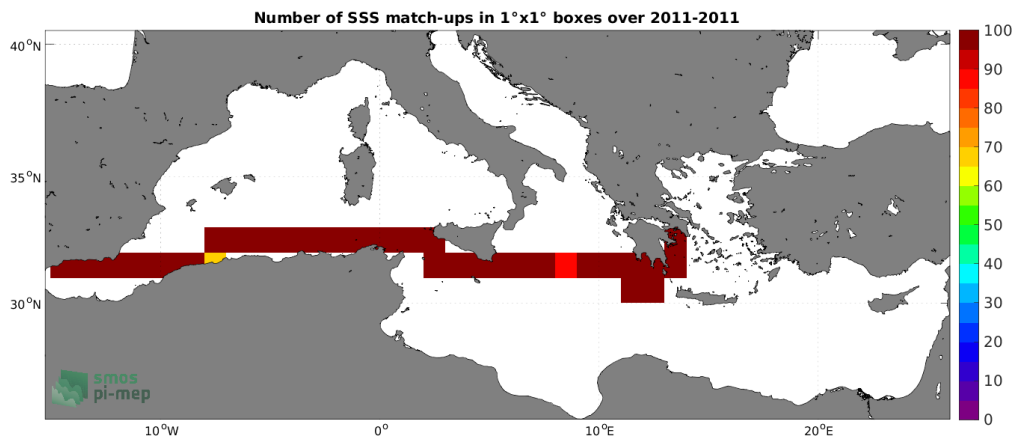 Number of SSS match-ups in 1°x1° boxes over 2011-2011
40°N
35°N
30°N
10°W
0°
10°E
20°E
100
90
80
70
60
50
40
30
20
10
0
smos
pi-mep